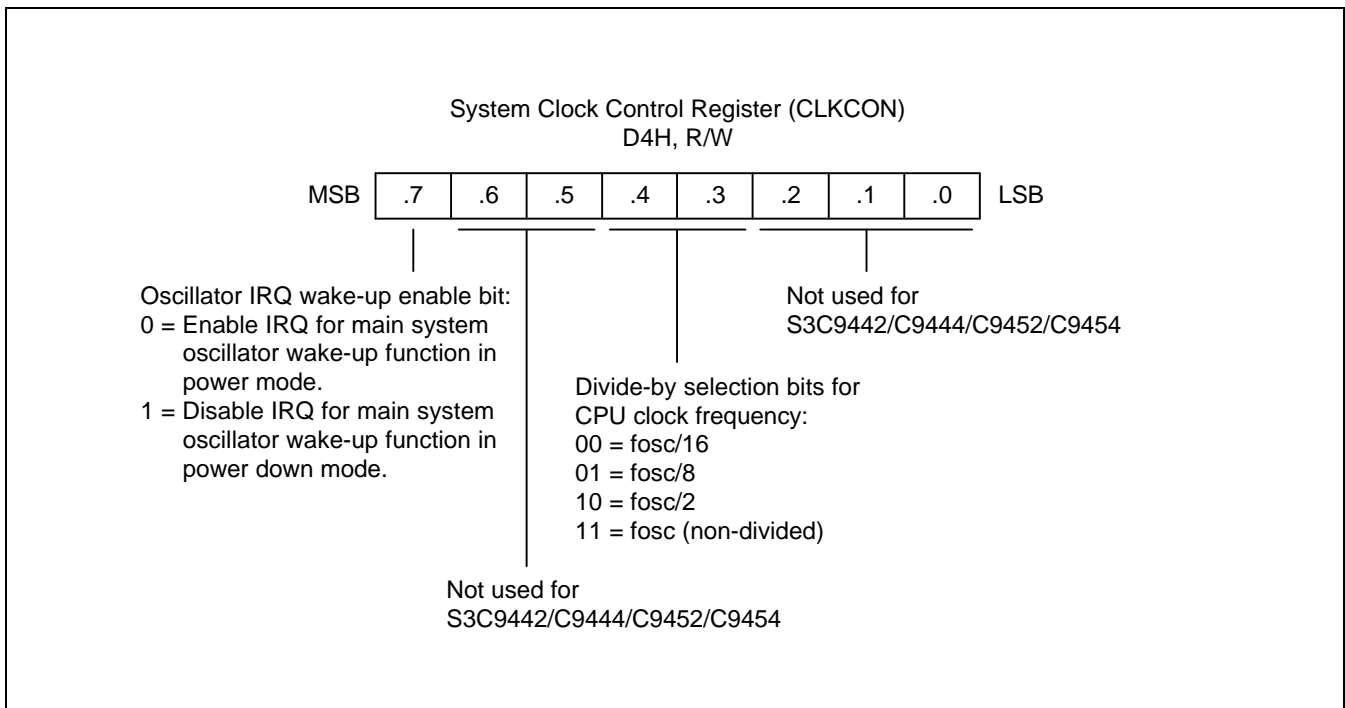 System Clock Control Register (CLKCON)
D4H, R/W
MSB .7 .6 .5 .4 .3 .2 .1 .0 LSB
Oscillator IRQ wake-up enable bit:
0 = Enable IRQ for main system
oscillator wake-up function in
power mode.
1 = Disable IRQ for main system
oscillator wake-up function in
power down mode.
Not used for
S3C9442/C9444/C9452/C9454
Divide-by selection bits for
CPU clock frequency:
00 = fosc/16
01 = fosc/8
10 = fosc/2
11 = fosc (non-divided)
Not used for
S3C9442/C9444/C9452/C9454